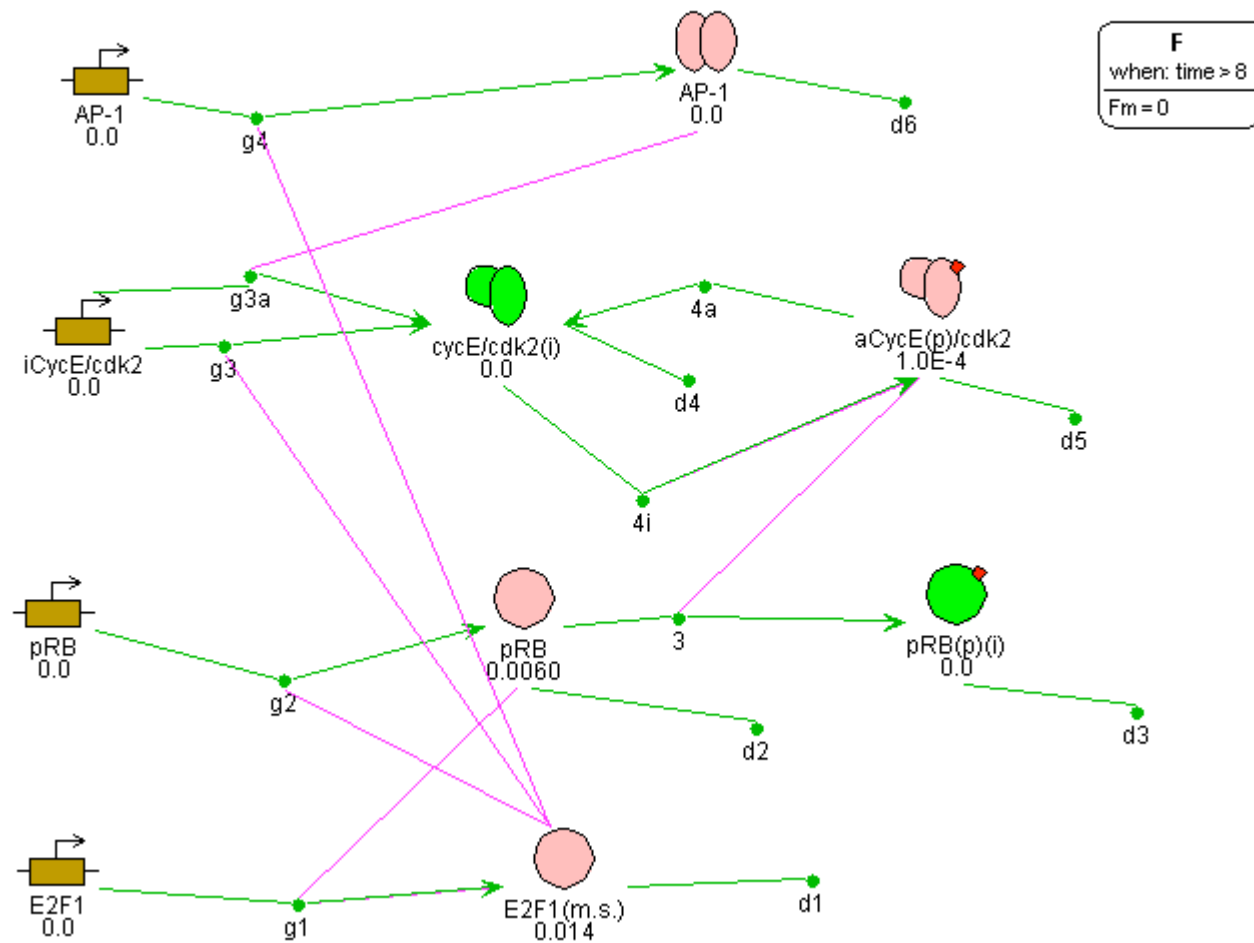 F
when: time > 8
Fm = 0
AP-1
0.0
g4
AP-1
0.0
d6
g3a
iCycE/cdk2
0.0
g3
cycE/cdk2(i)
0.0
4a
aCycE(p)/cdk2
1.0E-4
d4
d5
4i
pRB
0.0
g2
pRB
0.0060
3
pRB(p)(i)
0.0
d2
d3
E2F1
0.0
g1
E2F1(m.s.)
0.014
d1